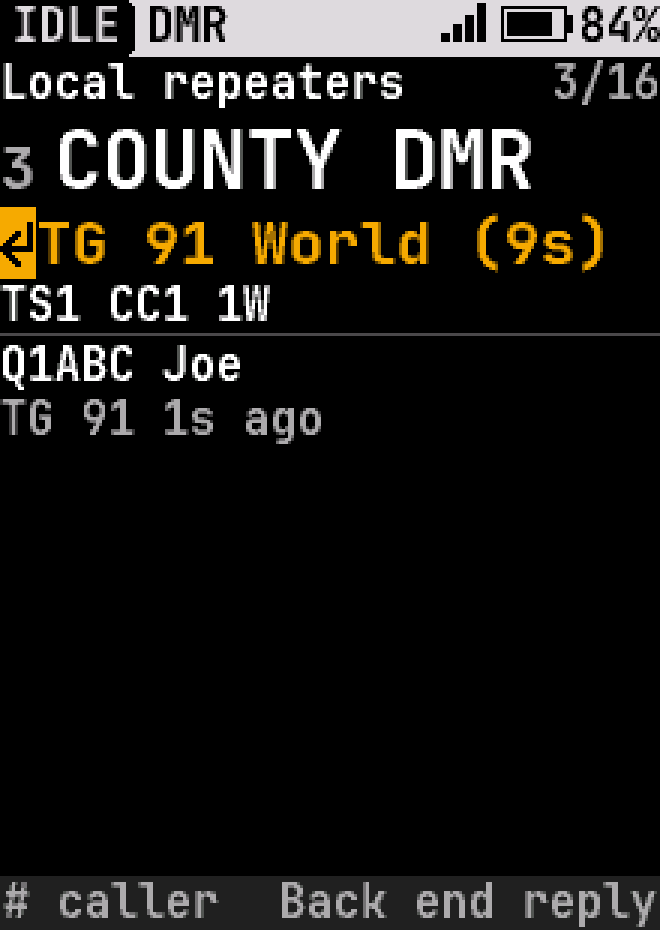 IDLE DMR 84%
Local repeaters 3/16
3 COUNTY DMR
TG 91 World (9s)
TS1 CC1 1W
Q1ABC Joe
TG 91 1s ago
# caller Back end reply